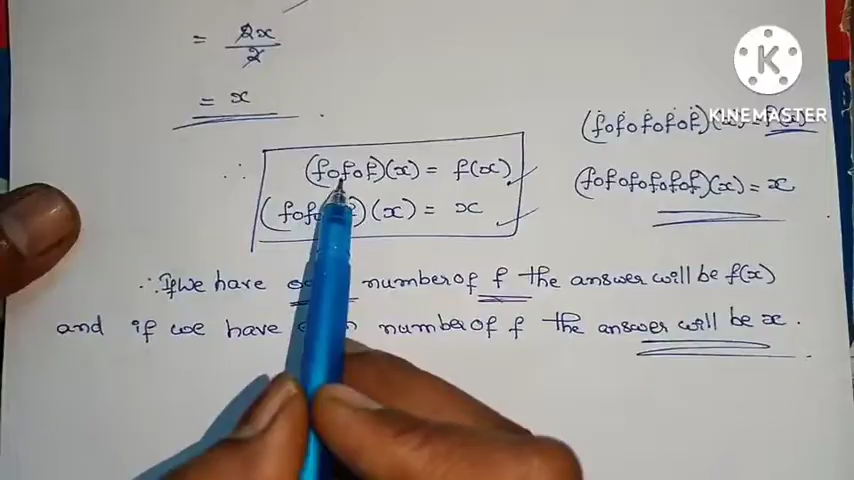 = 2x / 2
= x
(fofofofof)(x) = f(x)
∴ (fofof)(x) = f(x)
(fofofofofof)(x) = x
(x) = x
∴ If we have number of f the answer will be f(x)
and if we have number of f the answer will be x.
K
KINEMASTER